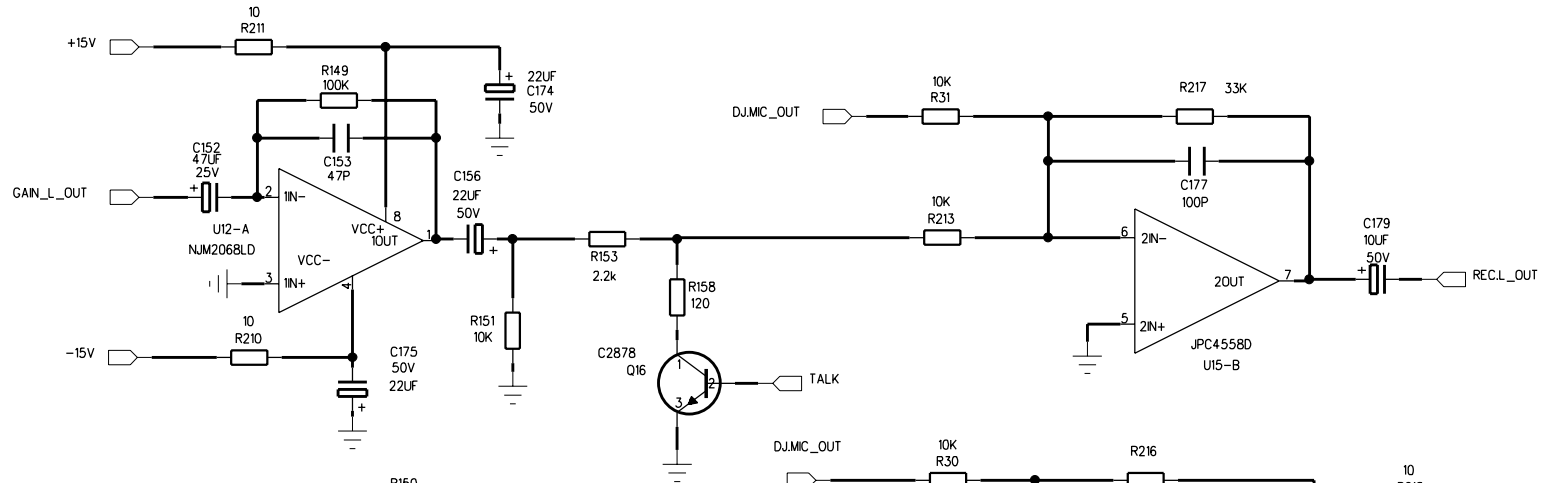 10
R211
+15V
R149
100K
22UF
C174
50V
C152
47UF
25V
C153
47P
GAIN_L_OUT
2
1IN-
U12-A
NJM2068LD
VCC+
8
1OUT
1
VCC-
3
1IN+
4
C156
22UF
50V
+
+
+
R153
2.2k
R158
120
R151
10K
10
R210
-15V
C175
50V
22UF
+
C2878
Q16
1
2
3
TALK
DJ.MIC_OUT
10K
R31
R217 33K
C177
100P
10K
R213
6
2IN-
2OUT
7
5
2IN+
JPC4558D
U15-B
C179
10UF
50V
+
REC.L_OUT
DJ.MIC_OUT
10K
R30
R216
10